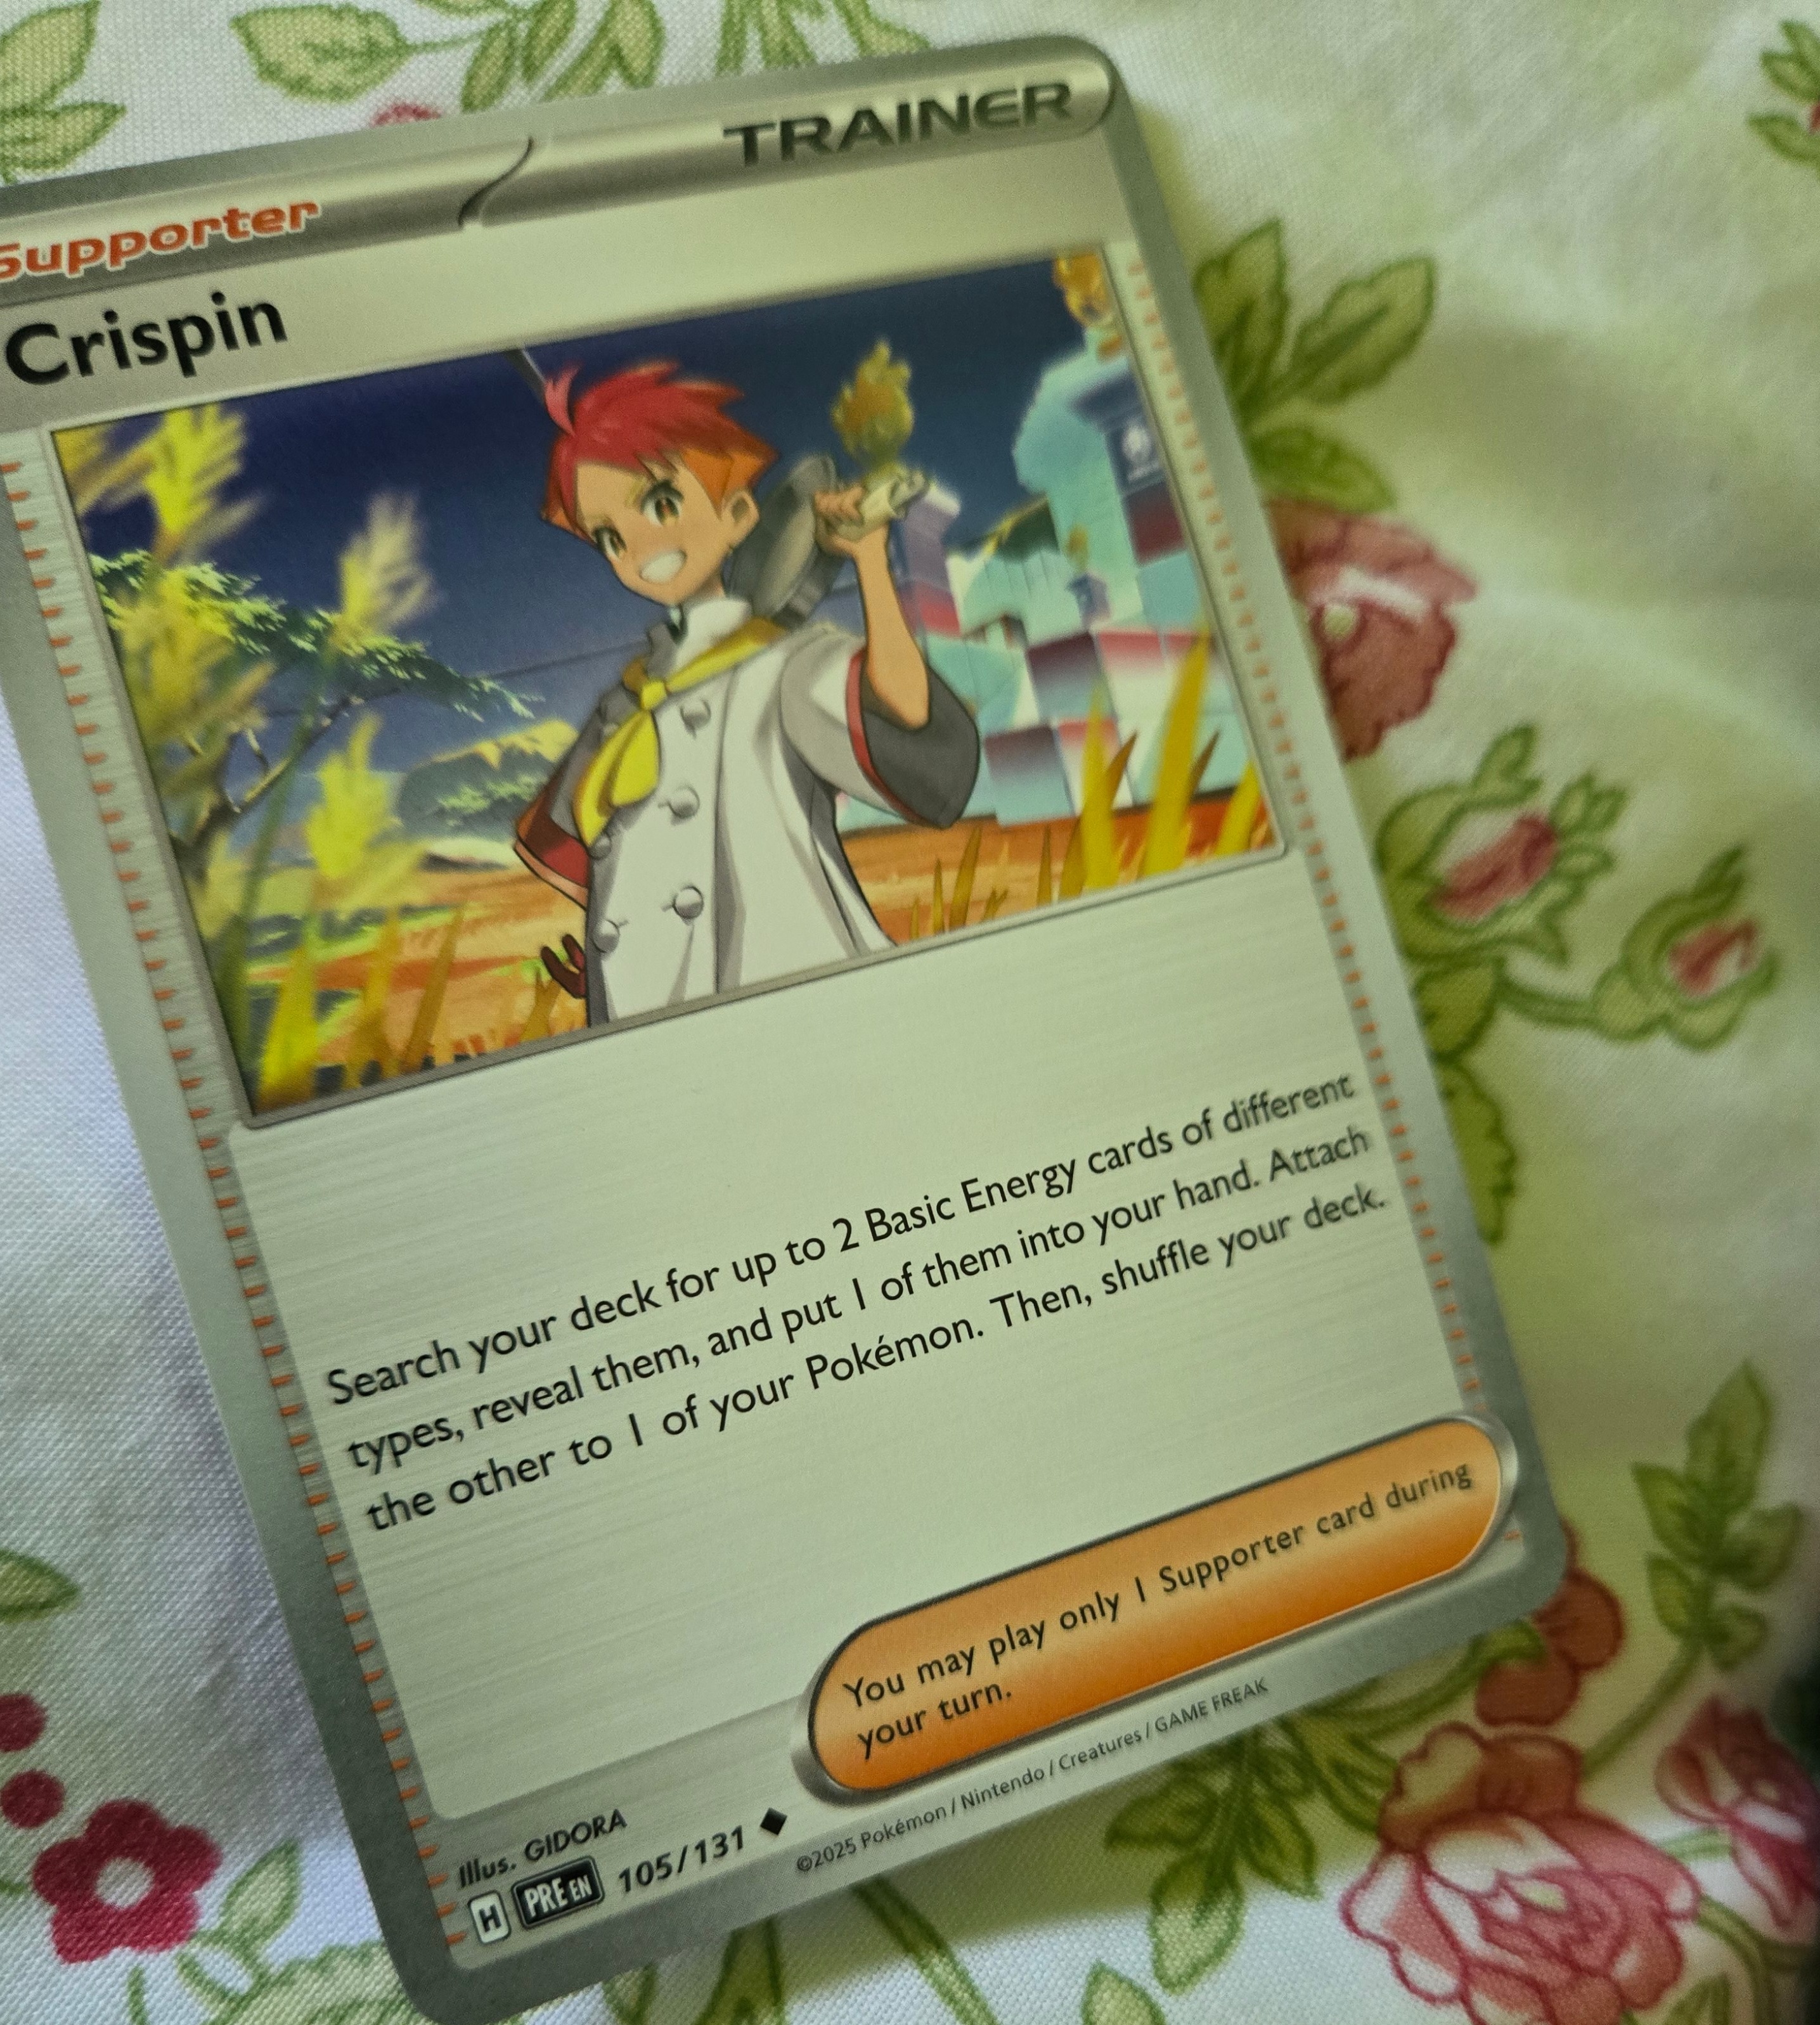 Supporter
TRAINER
Crispin
Search your deck for up to 2 Basic Energy cards of different
types, reveal them, and put 1 of them into your hand. Attach
the other to 1 of your Pokémon. Then, shuffle your deck.
You may play only 1 Supporter card during
your turn.
Illus. GIDORA
H PRE EN 105/131 ◆
©2025 Pokémon / Nintendo / Creatures / GAME FREAK